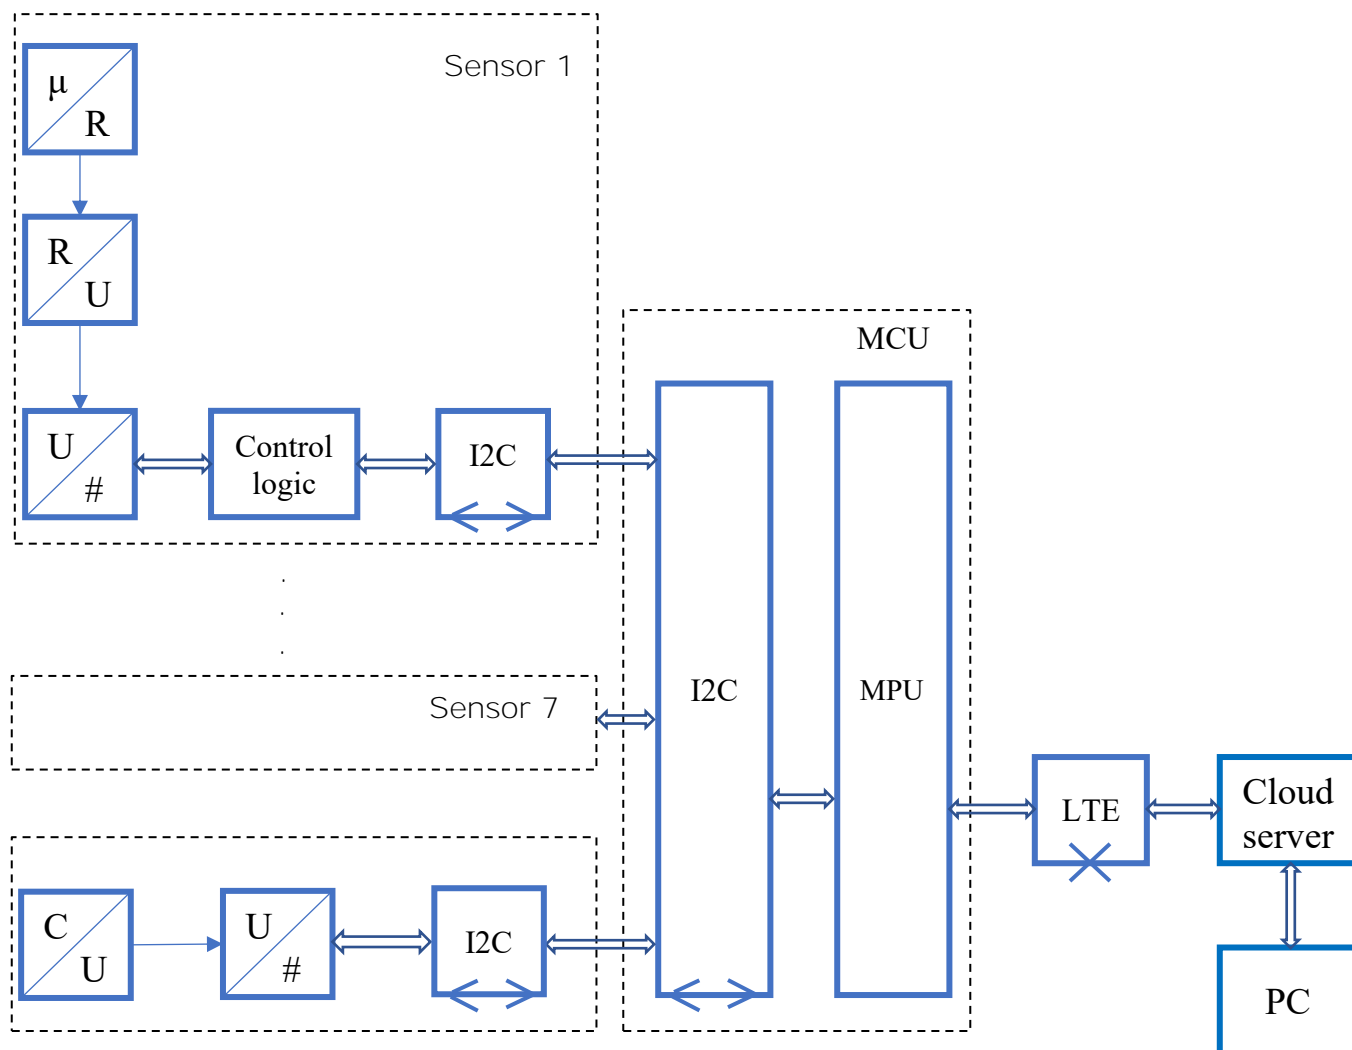 Sensor 1
μ
R
R
U
U
#
Control
logic
I2C
.
.
.
Sensor 7
C
U
U
#
I2C
MCU
I2C
MPU
LTE
Cloud
server
PC